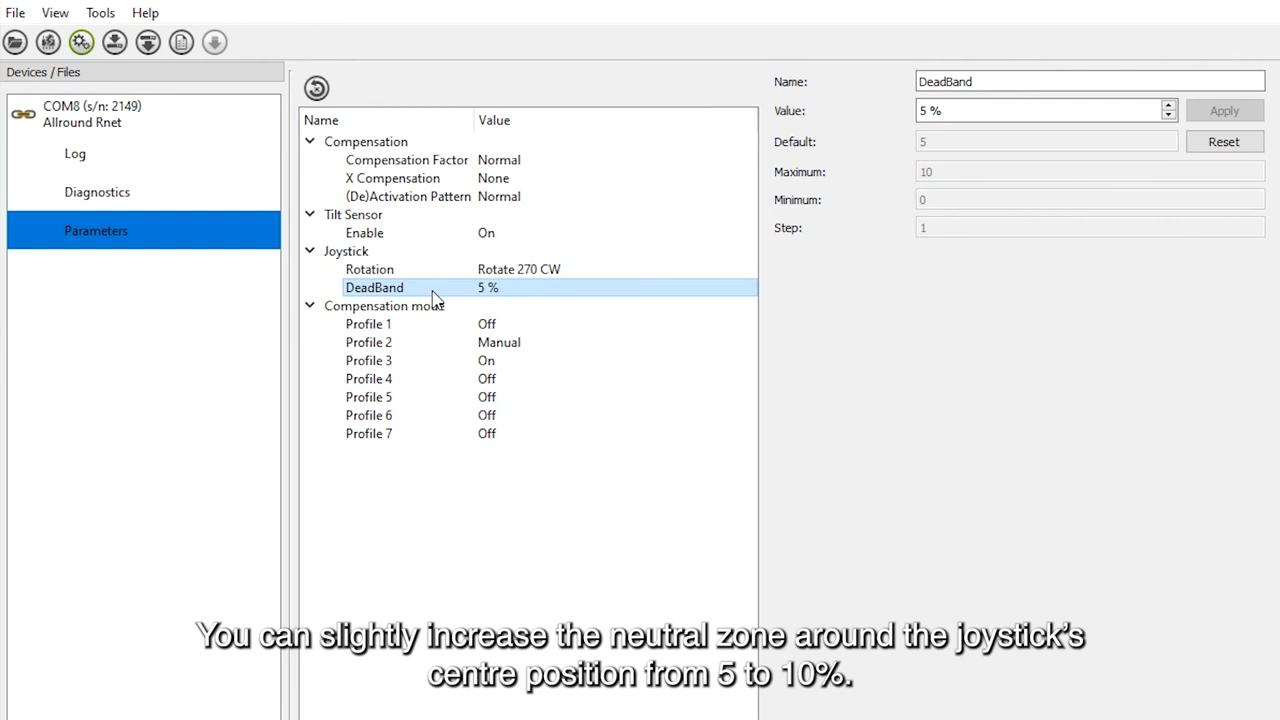 File View Tools Help
Devices / Files
COM8 (s/n: 2149)
Allround Rnet
Log
Diagnostics
Parameters
Name Value
Compensation
Compensation Factor Normal
X Compensation None
(De)Activation Pattern Normal
Tilt Sensor
Enable On
Joystick
Rotation Rotate 270 CW
DeadBand 5 %
Compensation mode
Profile 1 Off
Profile 2 Manual
Profile 3 On
Profile 4 Off
Profile 5 Off
Profile 6 Off
Profile 7 Off
Name: DeadBand
Value: 5 % Apply
Default: 5 Reset
Maximum: 10
Minimum: 0
Step: 1
You can slightly increase the neutral zone around the joystick's
centre position from 5 to 10%.